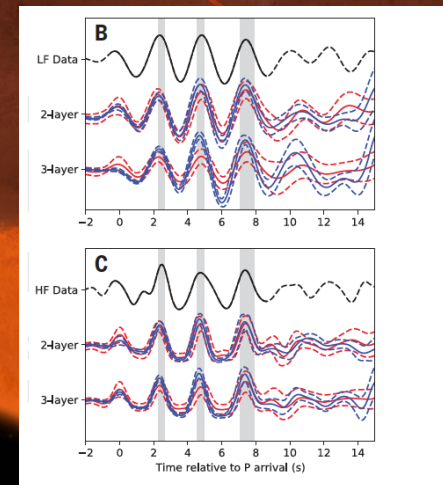 B
LF Data
2-layer
3-layer
−2 0 2 4 6 8 10 12 14
C
HF Data
2-layer
3-layer
−2 0 2 4 6 8 10 12 14
Time relative to P arrival (s)